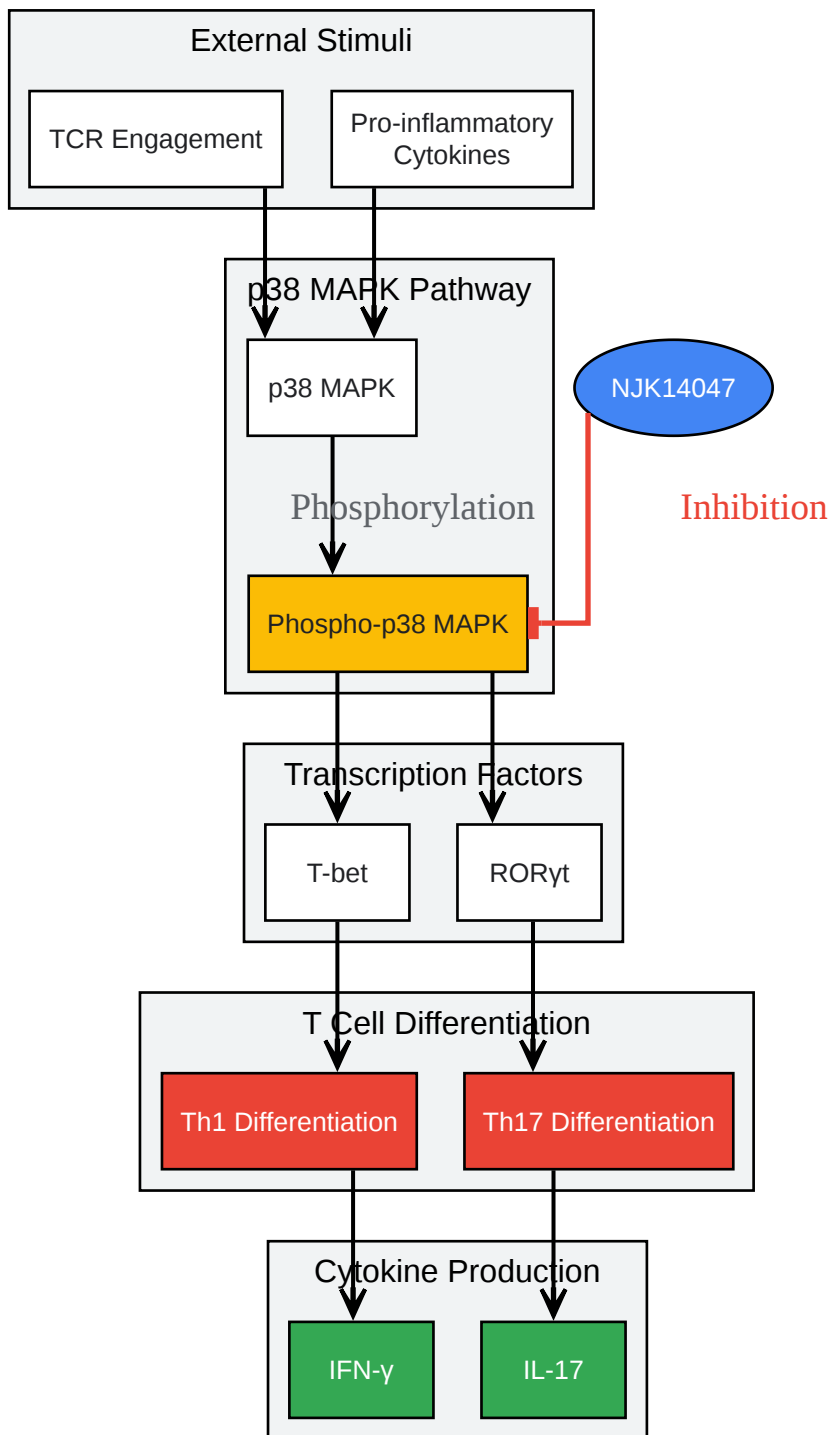 External Stimuli
TCR Engagement
Pro-inflammatory
Cytokines
p38 MAPK Pathway
p38 MAPK
NJK14047
Phosphorylation
Inhibition
Phospho-p38 MAPK
Transcription Factors
T-bet
RORγt
T Cell Differentiation
Th1 Differentiation
Th17 Differentiation
Cytokine Production
IFN-γ
IL-17